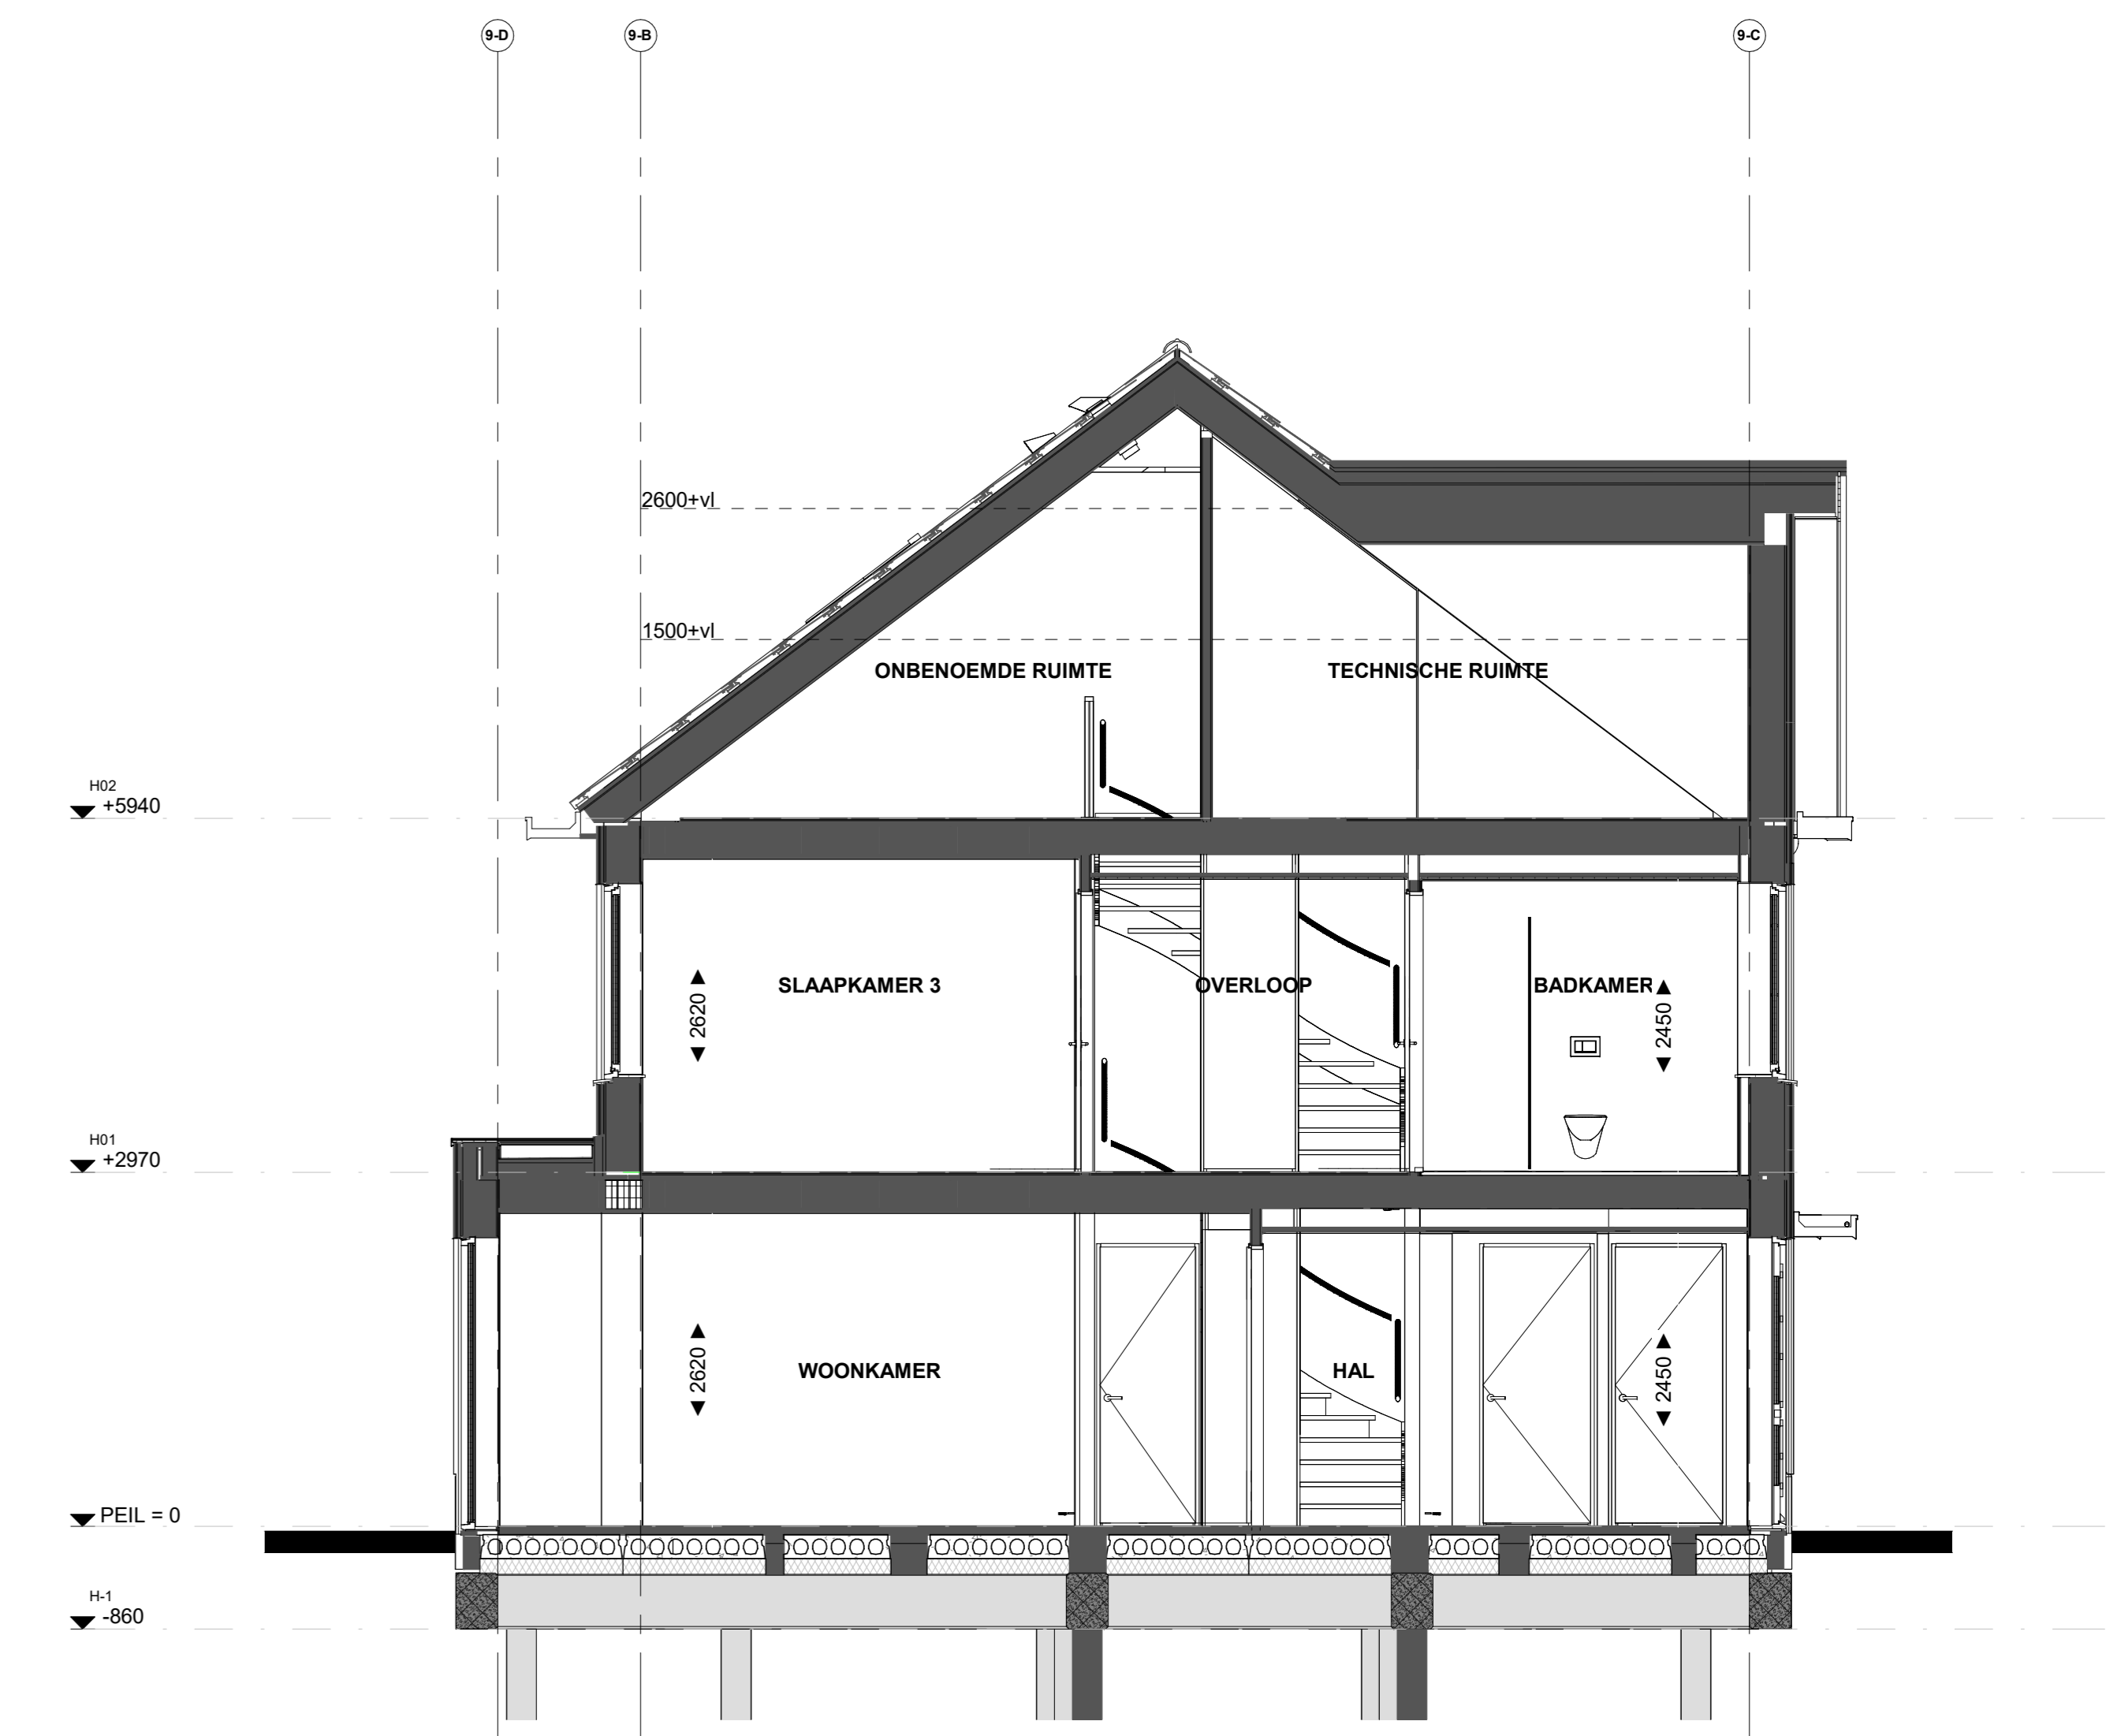 9-D
9-B
9-C
2600+vl
1500+vl
ONBENOEMDE RUIMTE
TECHNISCHE RUIMTE
H02
+5940
SLAAPKAMER 3
OVERLOOP
BADKAMER
2620
2450
H01
+2970
WOONKAMER
HAL
2620
2450
PEIL = 0
H-1
-860